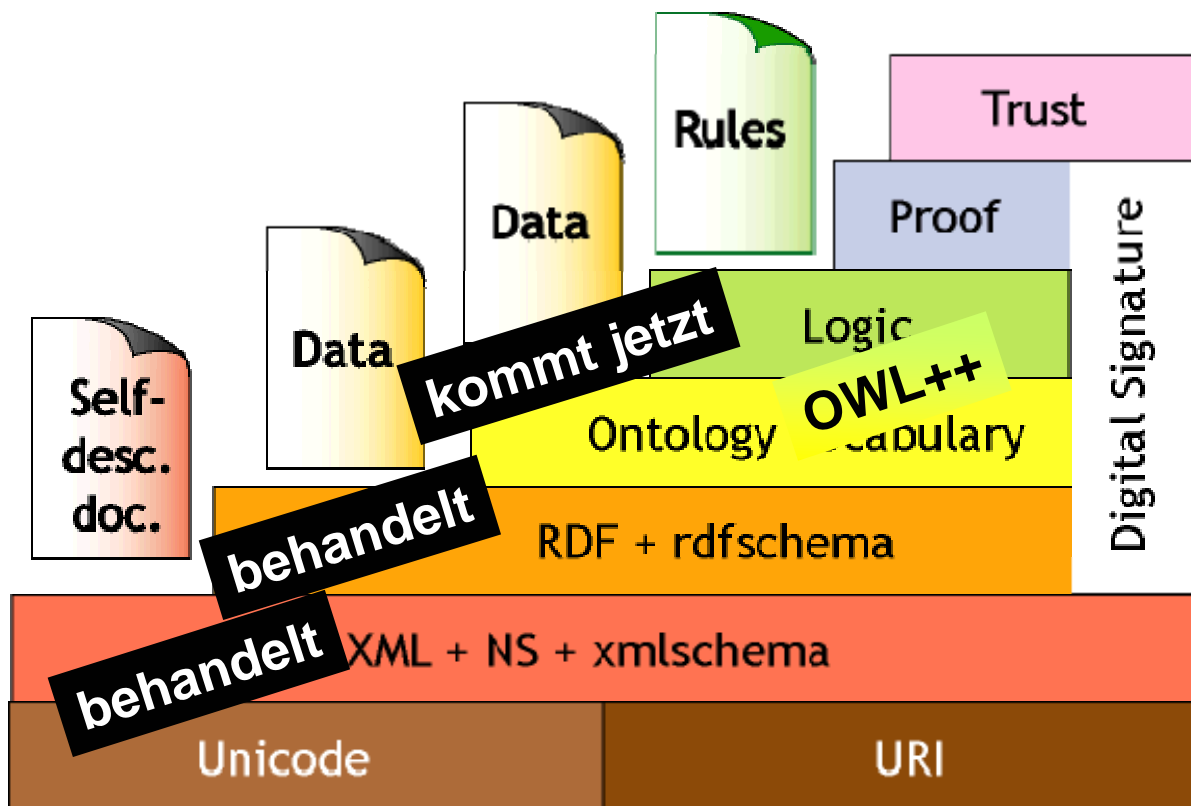 Rules
Trust
Data
Proof
Data
kommt jetzt
Logic
OWL++
Self-
desc.
doc.
Ontology
cabulary
Digital Signature
behandelt
RDF + rdfschema
behandelt
XML + NS + xmlschema
Unicode
URI